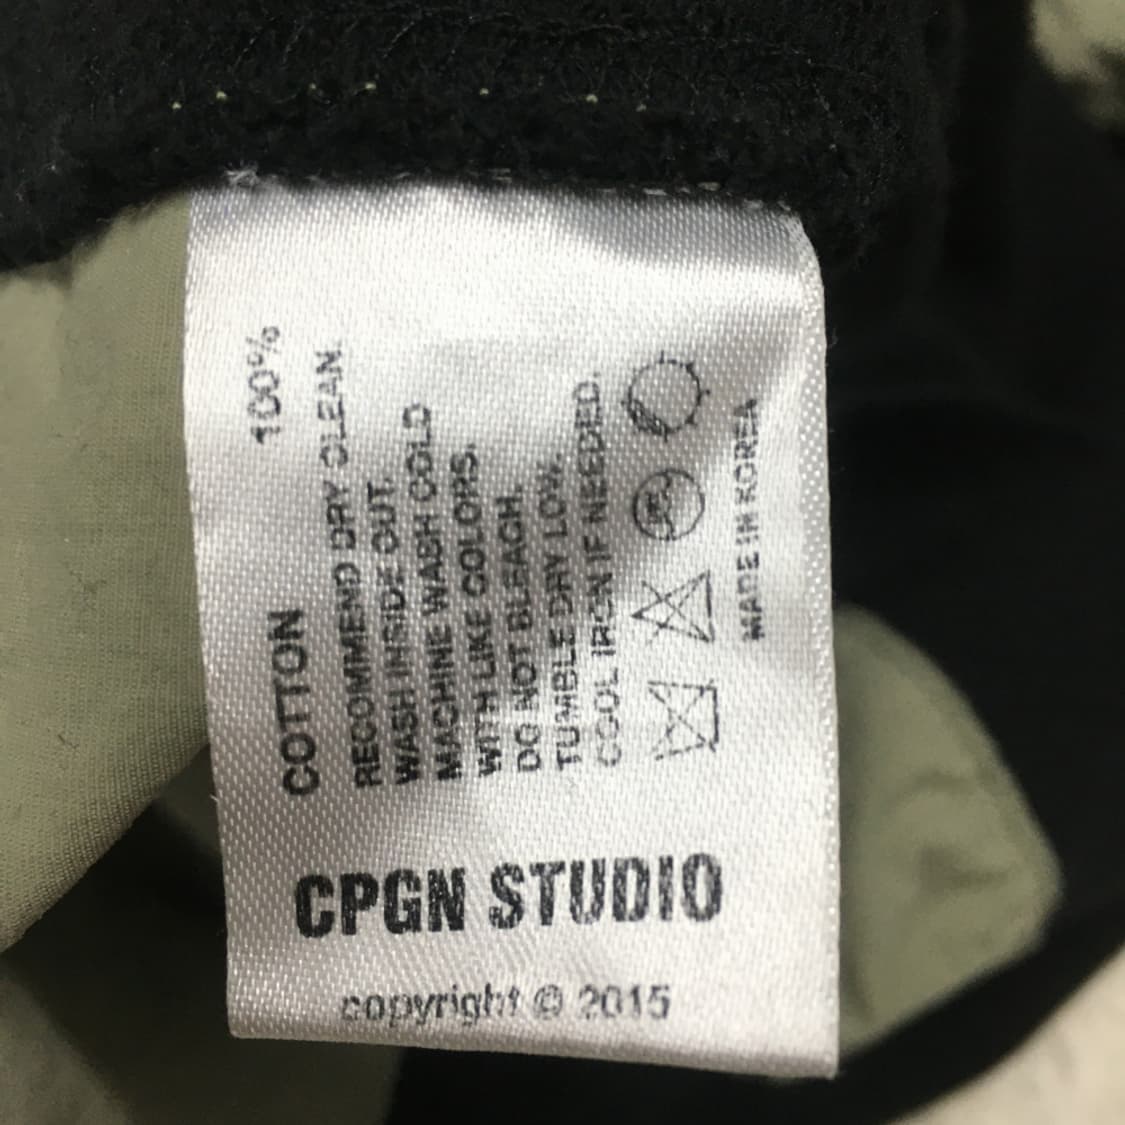 COTTON 100%
RECOMMEND DRY CLEAN.
WASH INSIDE OUT.
MACHINE WASH COLD
WITH LIKE COLORS.
DO NOT BLEACH.
TUMBLE DRY LOW.
COOL IRON IF NEEDED.
MADE IN KOREA
CPGN STUDIO
copyright © 2015